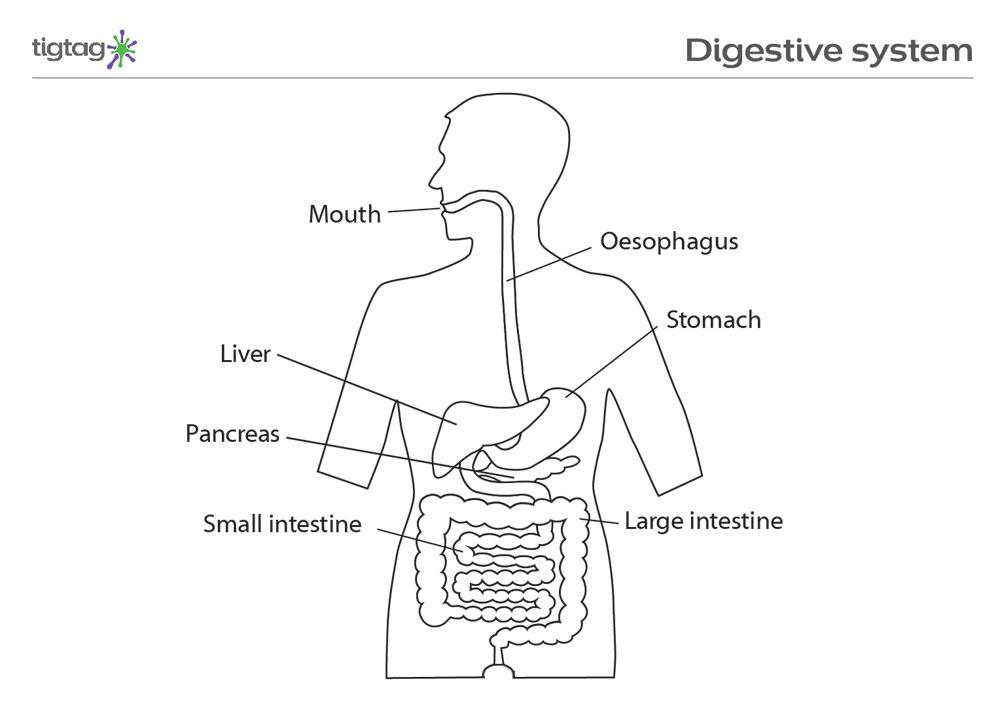 tigtag
Digestive system
Mouth
Oesophagus
Stomach
Liver
Pancreas
Small intestine
Large intestine